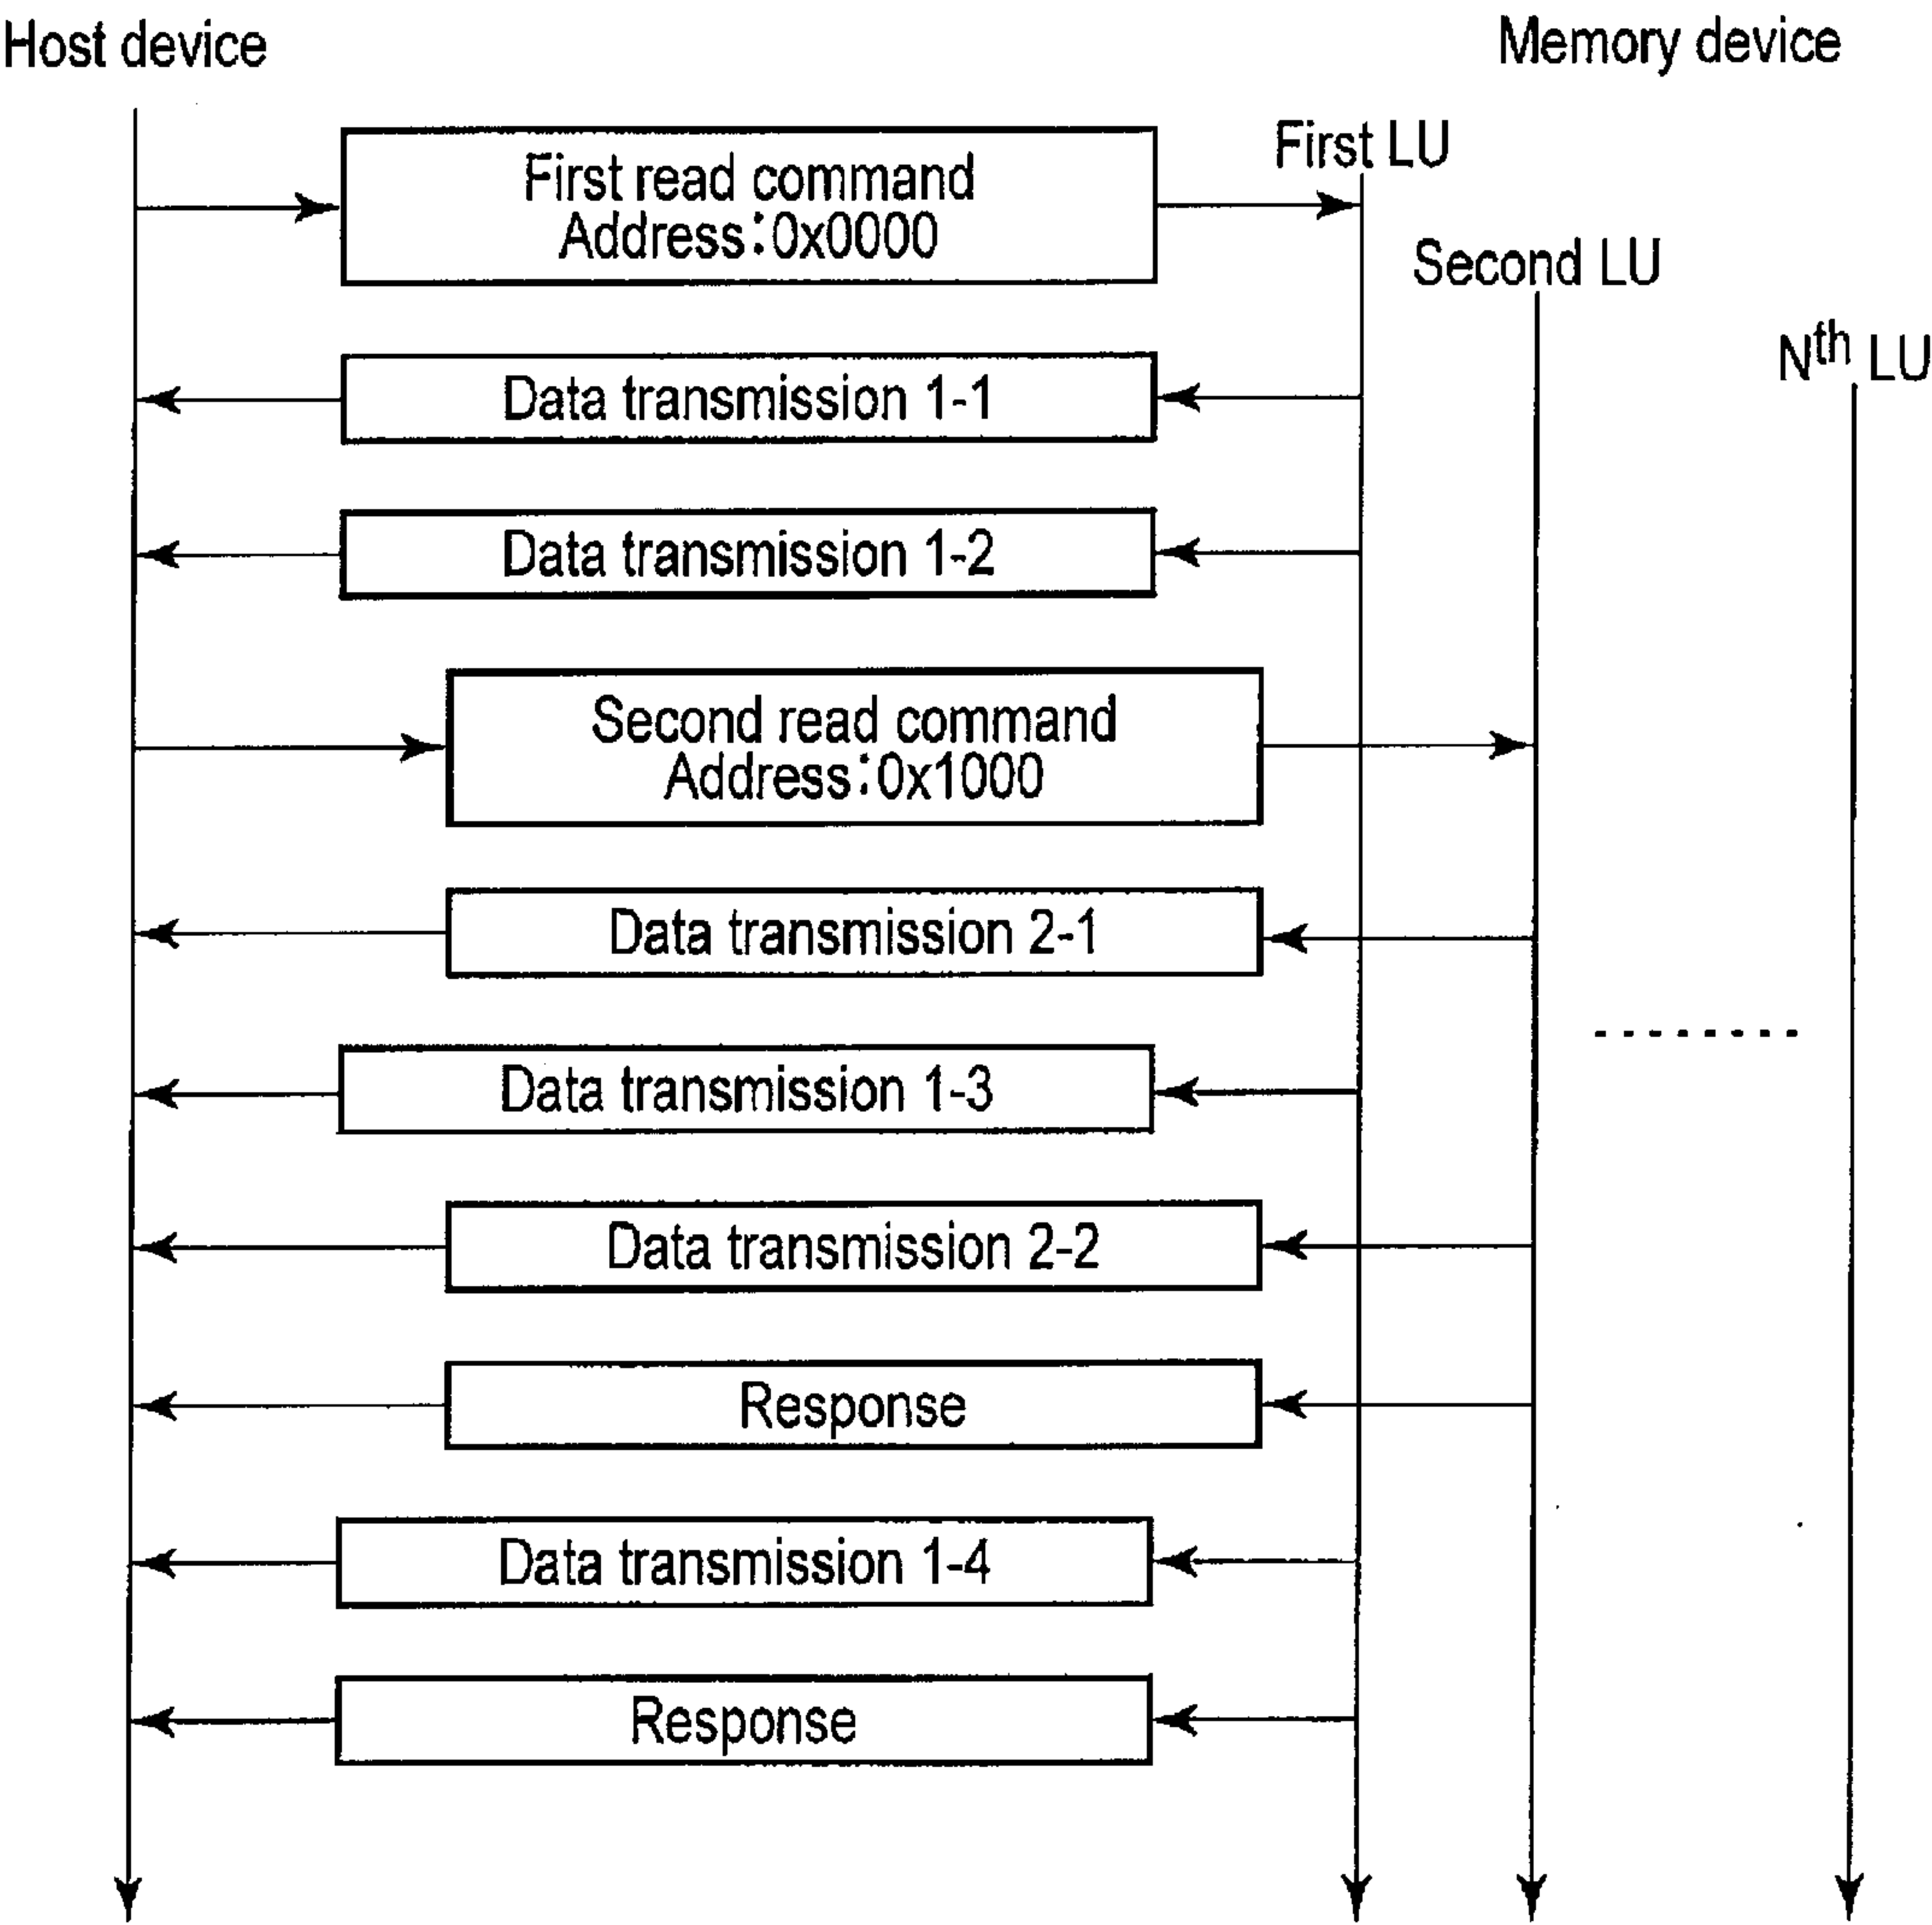 Host device
Memory device
First LU
First read command
Address:0x0000
Second LU
Nth LU
Data transmission 1-1
Data transmission 1-2
Second read command
Address:0x1000
Data transmission 2-1
Data transmission 1-3
Data transmission 2-2
Response
Data transmission 1-4
Response